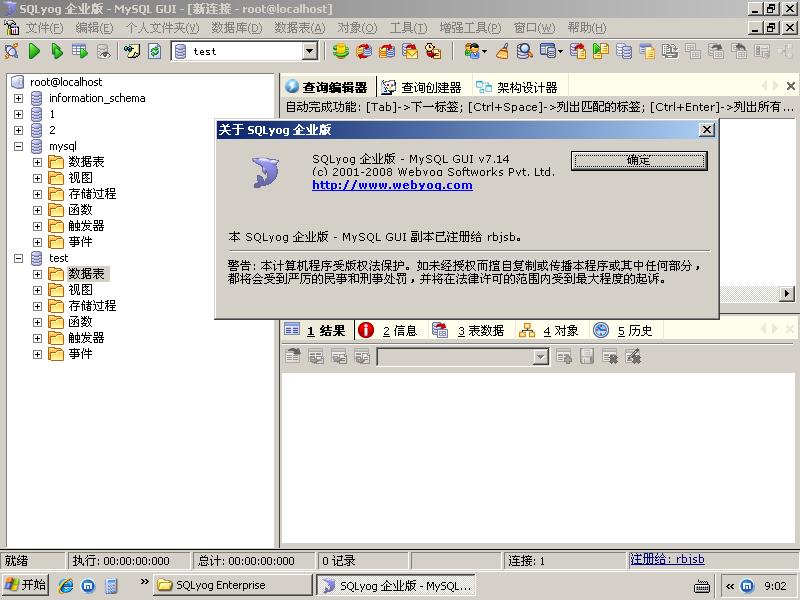 SQLyog 企业版 - MySQL GUI - [新连接 - root@localhost]
文件(F) 编辑(E) 个人文件夹(V) 数据库(D) 数据表(A) 对象(O) 工具(T) 增强工具(P) 窗口(W) 帮助(H)
test
root@localhost
information_schema
1
2
mysql
数据表
视图
存储过程
函数
触发器
事件
test
数据表
视图
存储过程
函数
触发器
事件
查询编辑器 查询创建器 架构设计器
自动完成功能: [Tab]->下一标签; [Ctrl+Space]->列出匹配的标签; [Ctrl+Enter]->列出所有...
关于 SQLyog 企业版
SQLyog 企业版 - MySQL GUI v7.14
(c) 2001-2008 Webyog Softworks Pvt. Ltd.
http://www.webyog.com
确定
本 SQLyog 企业版 - MySQL GUI 副本已注册给 rbjsb。
警告: 本计算机程序受版权法保护。如未经授权而擅自复制或传播本程序或其中任何部分，
都将会受到严厉的民事和刑事处罚，并将在法律许可的范围内受到最大程度的起诉。
1 结果 2 信息 3 表数据 4 对象 5 历史
就绪 执行: 00:00:00:000 总计: 00:00:00:000 0 记录 连接: 1 注册给: rbjsb
开始 » SQLyog Enterprise SQLyog 企业版 - MySQL... « 9:02